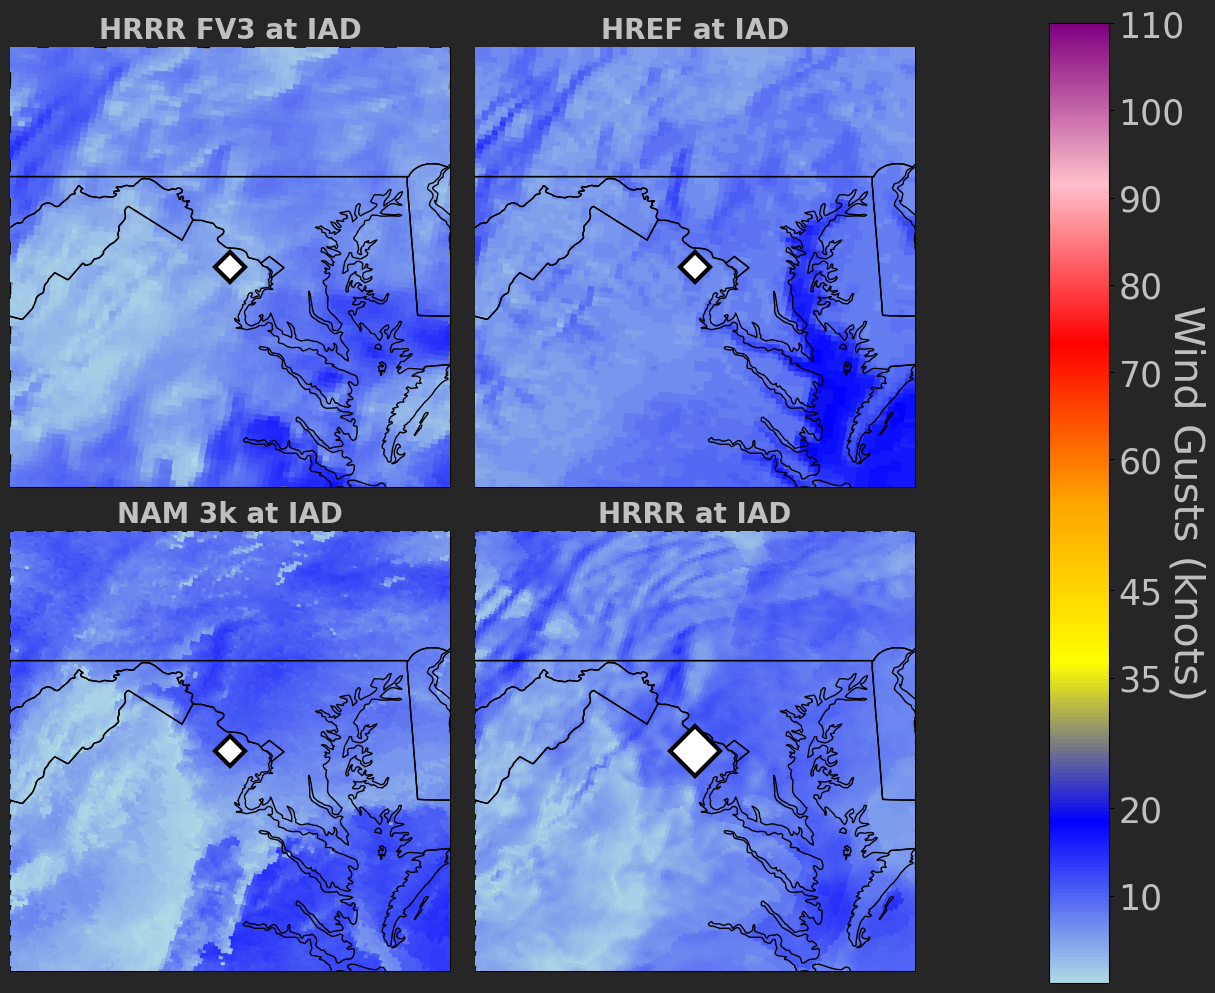 HRRR FV3 at IAD
HREF at IAD
NAM 3k at IAD
HRRR at IAD
110
100
90
80
70
60
45
35
20
10
Wind Gusts (knots)